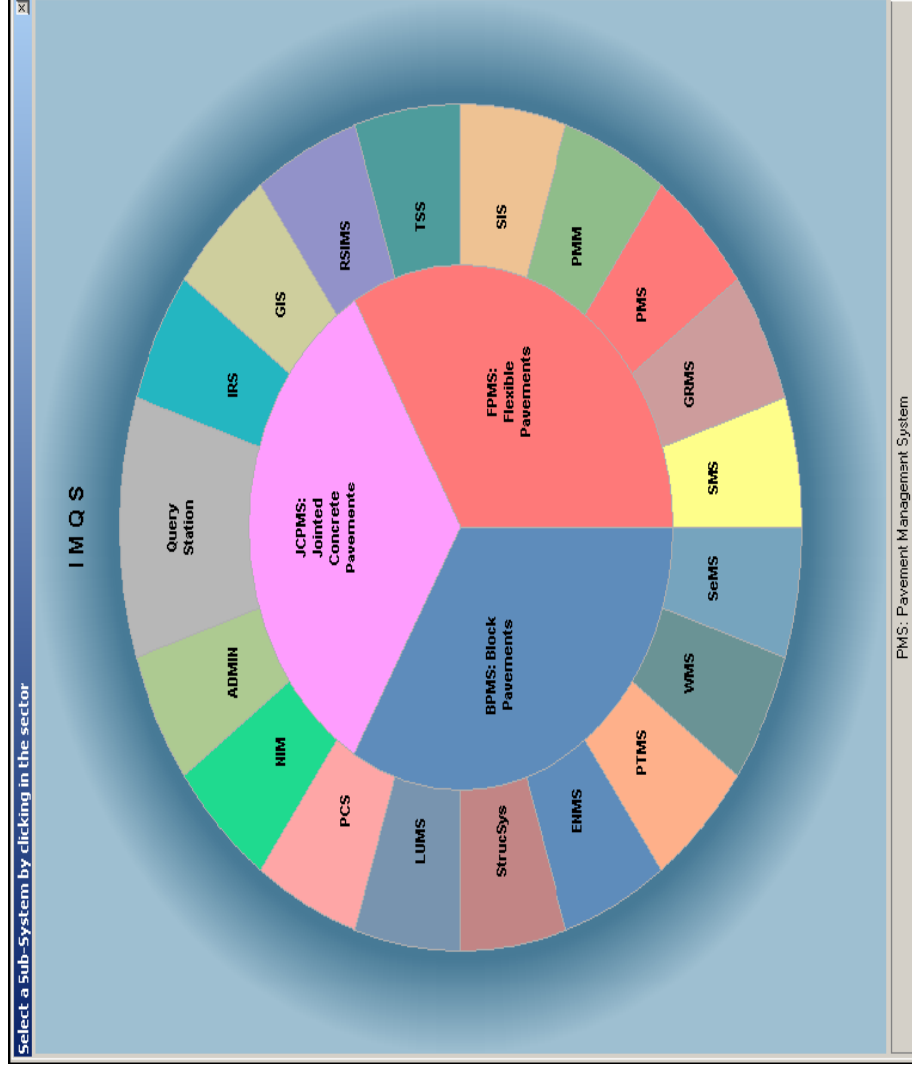 Select a Sub-System by clicking in the sector
I M Q S
Query
Station
IRS
GIS
RSIMS
TSS
SIS
PMM
PMS
GRMS
SMS
SeMS
WMS
PTMS
ENMS
StrucSys
LUMS
PCS
NIM
ADMIN
JCPMS:
Jointed
Concrete
Pavemente
FPMS:
Flexible
Pavements
BPMS: Block
Pavements
PMS: Pavement Management System